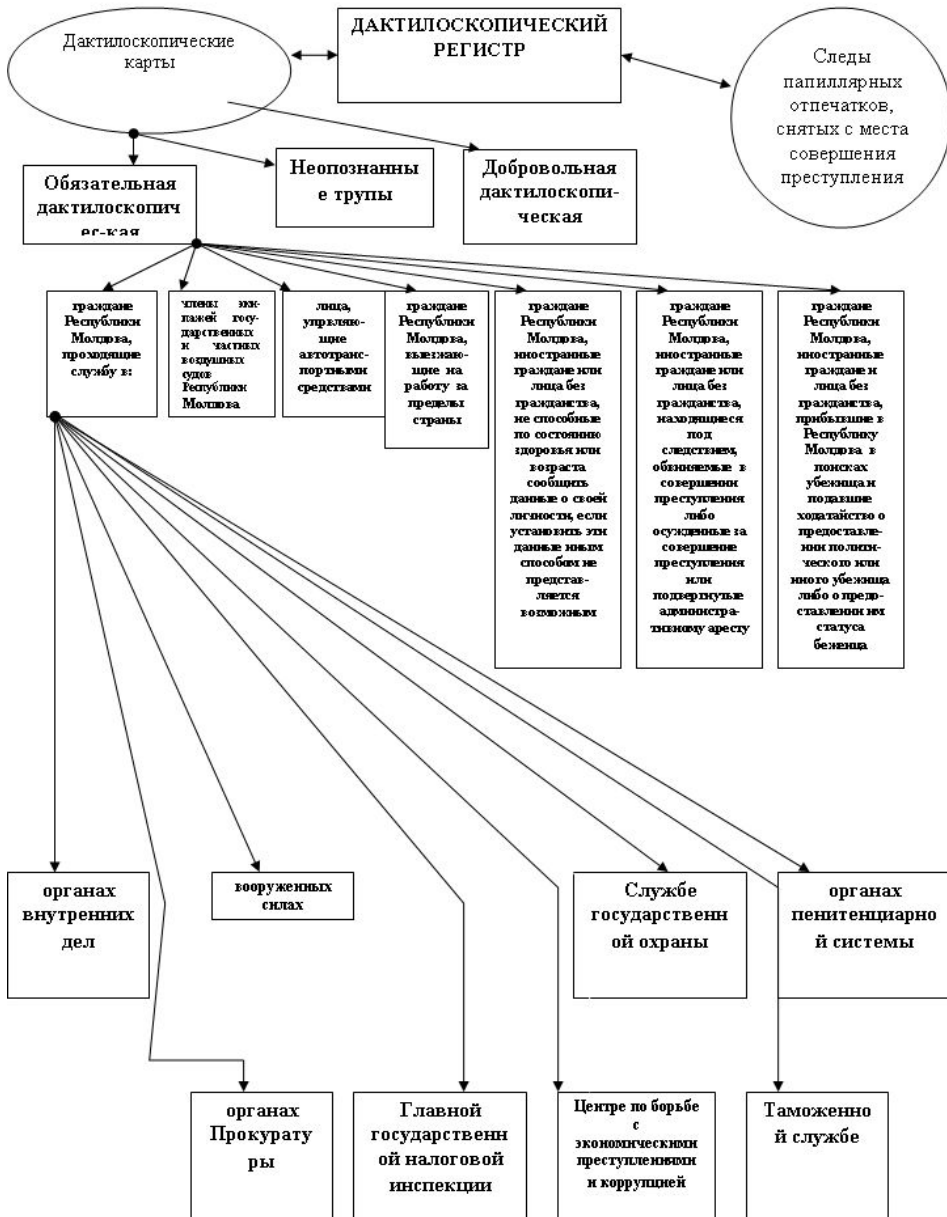 Дактилоскопические
карты
ДАКТИЛОСКОПИЧЕСКИЙ
РЕГИСТР
Следы
папиллярных
отпечатков,
снятых с места
совершения
преступления
Обязательная
дактилоскопич
ес-кая
Неопознанны
е трупы
Добровольная
дактилоскопи-
ческая
граждане
Республики
Молдова,
проходящие
службу в:
члены эки-
пажей госу-
дарственных
и частных
воздушных
судов
Республики
Молдова
лица,
упрвляю-
щие
автотранс-
портными
средствами
граждане
Республики
Молдова,
выезжаю-
щие на
работу за
пределы
страны
граждане
Республики
Молдова,
иностранные
граждане или
лица без
гражданства,
не способные
по состоянию
здоровья или
возраста
сообщить
данные о своей
личности, если
установить эти
данные иным
способом не
представ-
ляется
возможным
граждане
Республики
Молдова,
иностранные
граждане или
лица без
гражданства,
находящиеся
под
следствием,
обвиняемые в
совершении
преступления
либо
осужденные за
совершение
преступления
или
подвергнутые
администра-
тивному аресту
граждане
Республики
Молдова,
иностранные
граждане и
лица без
гражданства,
прибывшие в
Республику
Молдова в
поисках
убежища и
подавшие
ходатайство о
предоставле-
нии полити-
ческого или
иного убежища
либо о предо-
ставлении им
статуса
беженца
органах
внутренних
дел
вооруженных
силах
Службе
государственн
ой охраны
органах
пенитенциарно
й системы
органах
Прокурату
ры
Главной
государственн
ой налоговой
инспекции
Центре по борьбе
с
экономическими
преступлениями
и коррупцией
Таможенно
й службе